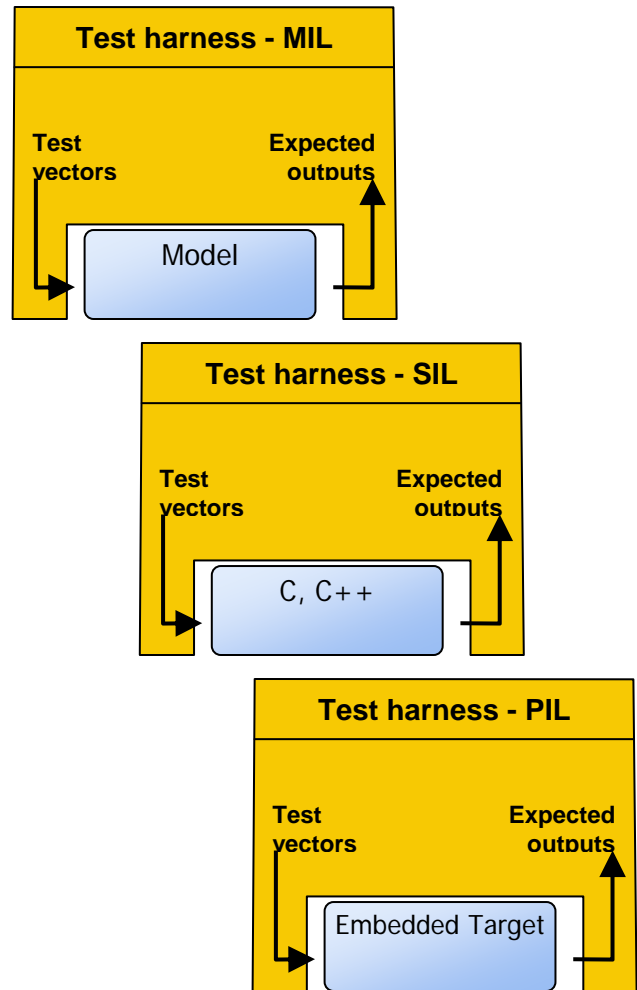 Test harness - MIL
Test Expected
vectors outputs
Model
Test harness - SIL
Test Expected
vectors outputs
C, C++
Test harness - PIL
Test Expected
vectors outputs
Embedded Target